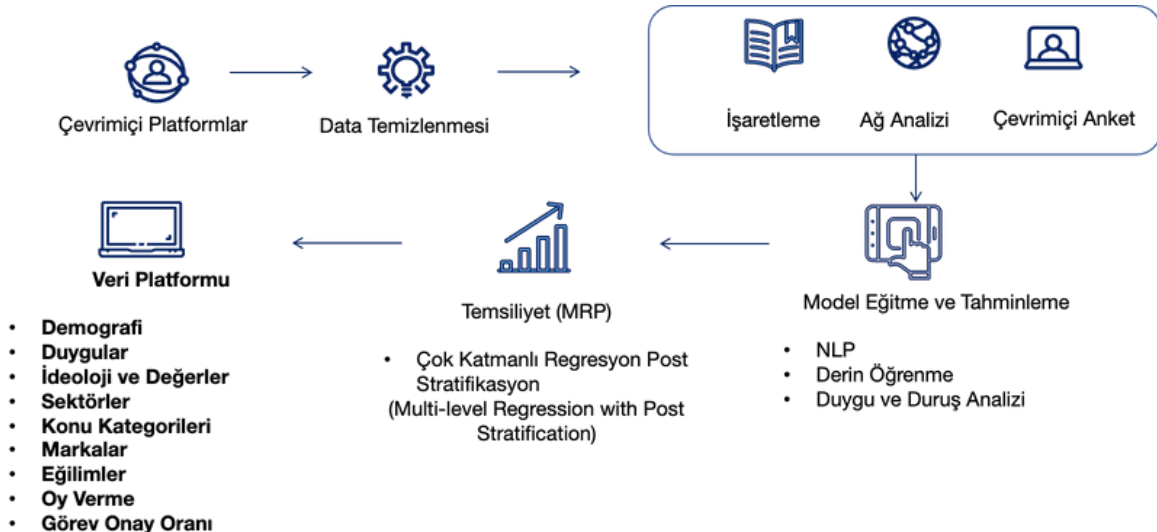 Çevrimiçi Platformlar
Data Temizlenmesi
İşaretleme
Ağ Analizi
Çevrimiçi Anket
Model Eğitme ve Tahminleme
• NLP
• Derin Öğrenme
• Duygu ve Duruş Analizi
Temsiliyet (MRP)
• Çok Katmanlı Regresyon Post
Stratifikasyon
(Multi-level Regression with Post
Stratification)
Veri Platformu
• Demografi
• Duygular
• İdeoloji ve Değerler
• Sektörler
• Konu Kategorileri
• Markalar
• Eğilimler
• Oy Verme
• Görev Onay Oranı